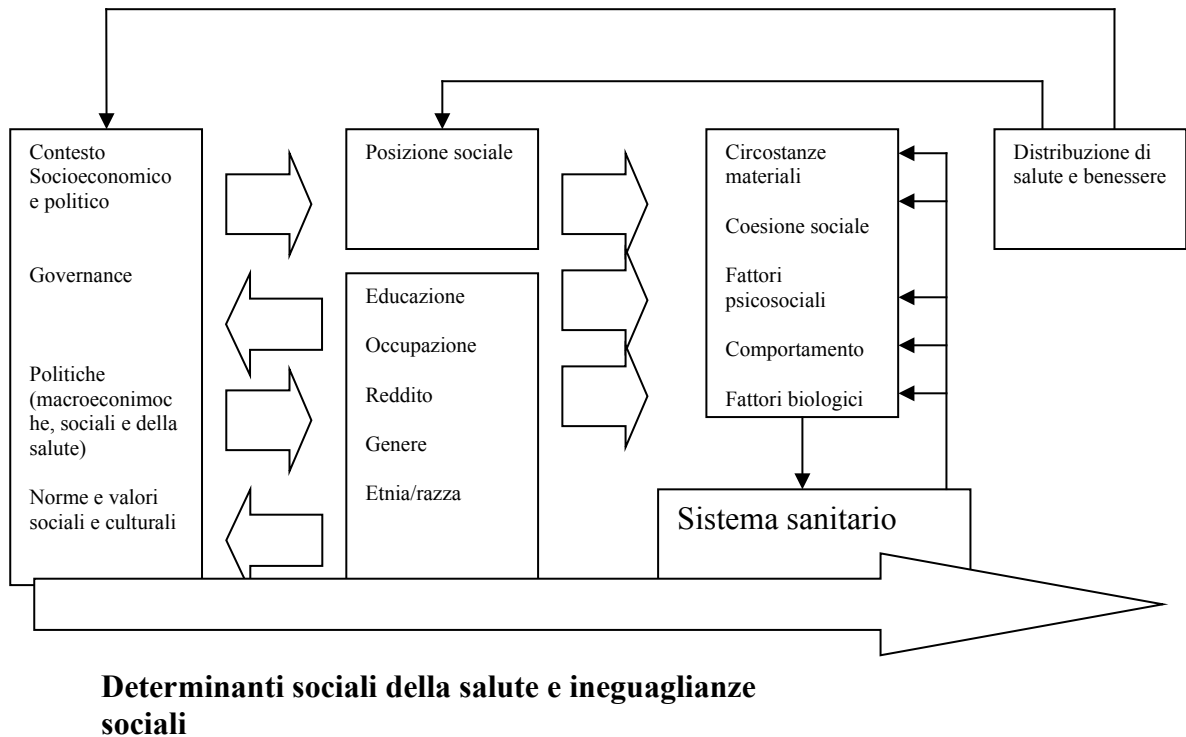 Contesto
Socioeconomico
e politico
Governance
Politiche
(macroeconimoc
he, sociali e della
salute)
Norme e valori
sociali e culturali
Posizione sociale
Educazione
Occupazione
Reddito
Genere
Etnia/razza
Circostanze
materiali
Coesione sociale
Fattori
psicosociali
Comportamento
Fattori biologici
Distribuzione di
salute e benessere
Sistema sanitario
Determinanti sociali della salute e ineguaglianze
sociali